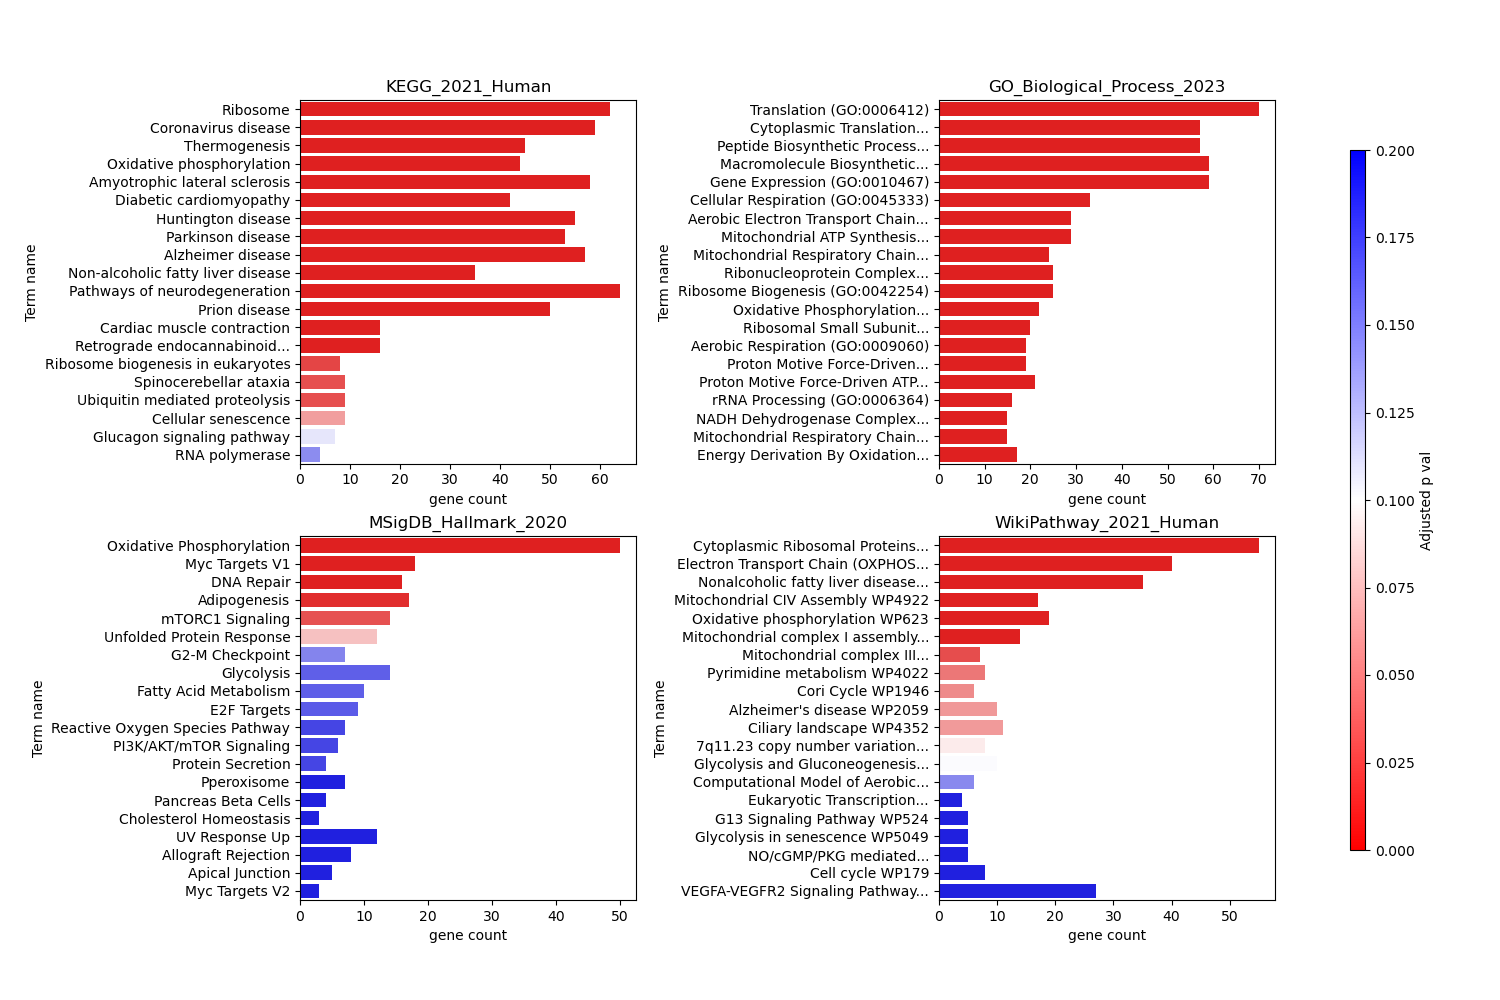 KEGG_2021_Human
Term name
Ribosome
Coronavirus disease
Thermogenesis
Oxidative phosphorylation
Amyotrophic lateral sclerosis
Diabetic cardiomyopathy
Huntington disease
Parkinson disease
Alzheimer disease
Non-alcoholic fatty liver disease
Pathways of neurodegeneration
Prion disease
Cardiac muscle contraction
Retrograde endocannabinoid...
Ribosome biogenesis in eukaryotes
Spinocerebellar ataxia
Ubiquitin mediated proteolysis
Cellular senescence
Glucagon signaling pathway
RNA polymerase
0 10 20 30 40 50 60
gene count
GO_Biological_Process_2023
Term name
Translation (GO:0006412)
Cytoplasmic Translation...
Peptide Biosynthetic Process...
Macromolecule Biosynthetic...
Gene Expression (GO:0010467)
Cellular Respiration (GO:0045333)
Aerobic Electron Transport Chain...
Mitochondrial ATP Synthesis...
Mitochondrial Respiratory Chain...
Ribonucleoprotein Complex...
Ribosome Biogenesis (GO:0042254)
Oxidative Phosphorylation...
Ribosomal Small Subunit...
Aerobic Respiration (GO:0009060)
Proton Motive Force-Driven...
Proton Motive Force-Driven ATP...
rRNA Processing (GO:0006364)
NADH Dehydrogenase Complex...
Mitochondrial Respiratory Chain...
Energy Derivation By Oxidation...
0 10 20 30 40 50 60 70
gene count
MSigDB_Hallmark_2020
Term name
Oxidative Phosphorylation
Myc Targets V1
DNA Repair
Adipogenesis
mTORC1 Signaling
Unfolded Protein Response
G2-M Checkpoint
Glycolysis
Fatty Acid Metabolism
E2F Targets
Reactive Oxygen Species Pathway
PI3K/AKT/mTOR Signaling
Protein Secretion
Pperoxisome
Pancreas Beta Cells
Cholesterol Homeostasis
UV Response Up
Allograft Rejection
Apical Junction
Myc Targets V2
0 10 20 30 40 50
gene count
WikiPathway_2021_Human
Term name
Cytoplasmic Ribosomal Proteins...
Electron Transport Chain (OXPHOS...
Nonalcoholic fatty liver disease...
Mitochondrial CIV Assembly WP4922
Oxidative phosphorylation WP623
Mitochondrial complex I assembly...
Mitochondrial complex III...
Pyrimidine metabolism WP4022
Cori Cycle WP1946
Alzheimer's disease WP2059
Ciliary landscape WP4352
7q11.23 copy number variation...
Glycolysis and Gluconeogenesis...
Computational Model of Aerobic...
Eukaryotic Transcription...
G13 Signaling Pathway WP524
Glycolysis in senescence WP5049
NO/cGMP/PKG mediated...
Cell cycle WP179
VEGFA-VEGFR2 Signaling Pathway...
0 10 20 30 40 50
gene count
0.200
0.175
0.150
0.125
0.100
0.075
0.050
0.025
0.000
Adjusted p val